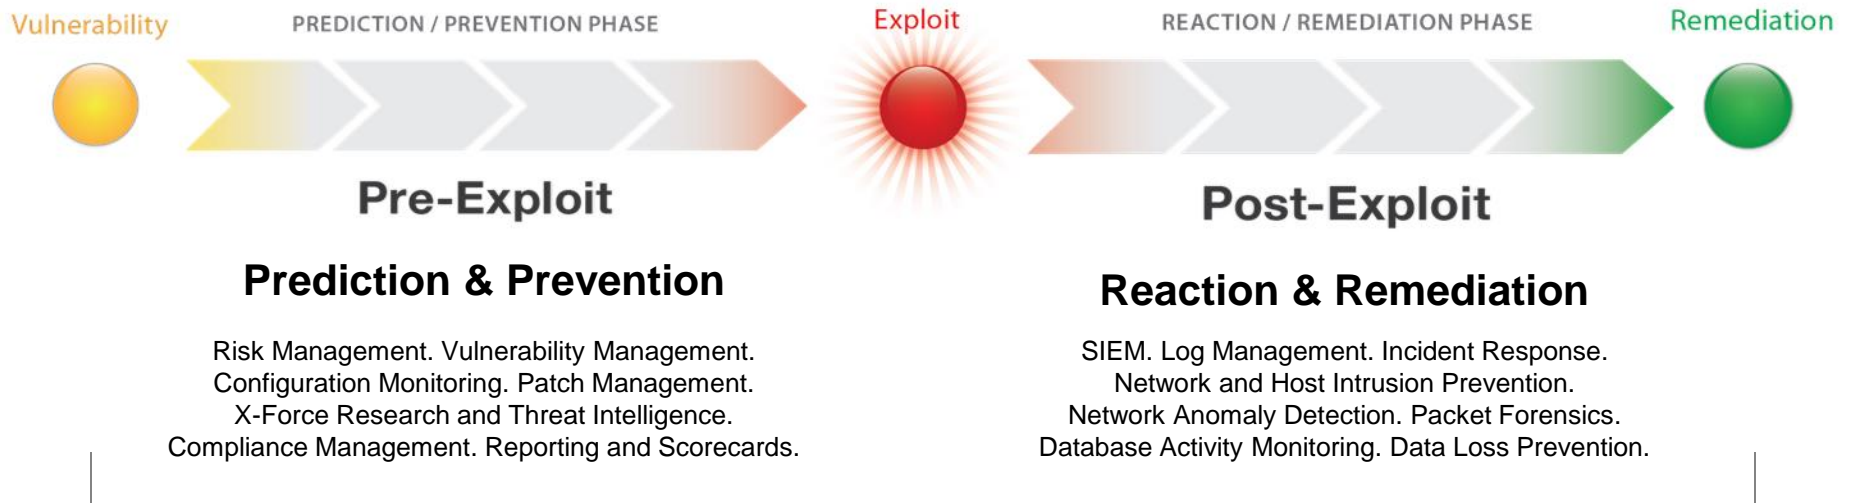 Vulnerability
PREDICTION / PREVENTION PHASE
Exploit
REACTION / REMEDIATION PHASE
Remediation
Pre-Exploit
Post-Exploit
Prediction & Prevention
Risk Management. Vulnerability Management.
Configuration Monitoring. Patch Management.
X-Force Research and Threat Intelligence.
Compliance Management. Reporting and Scorecards.
Reaction & Remediation
SIEM. Log Management. Incident Response.
Network and Host Intrusion Prevention.
Network Anomaly Detection. Packet Forensics.
Database Activity Monitoring. Data Loss Prevention.